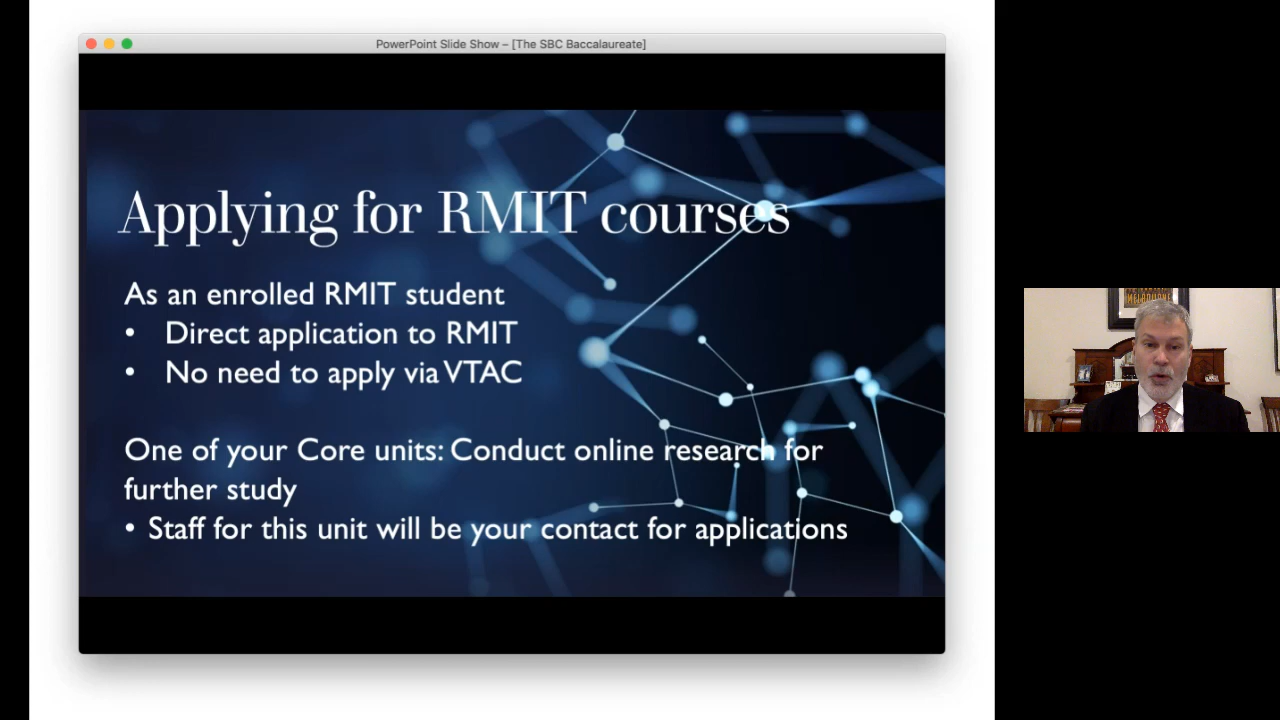 PowerPoint Slide Show – [The SBC Baccalaureate]
Applying for RMIT courses
As an enrolled RMIT student
• Direct application to RMIT
• No need to apply via VTAC
One of your Core units: Conduct online research for
further study
• Staff for this unit will be your contact for applications
MELBOURNE